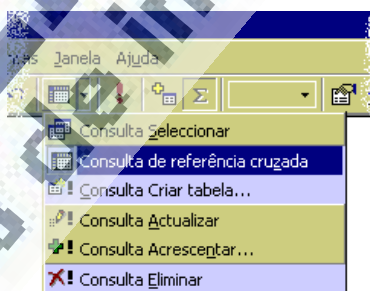 Janela Ajuda
Σ
Consulta Seleccionar
Consulta de referência cruzada
Consulta Criar tabela...
Consulta Actualizar
Consulta Acrescentar...
Consulta Eliminar